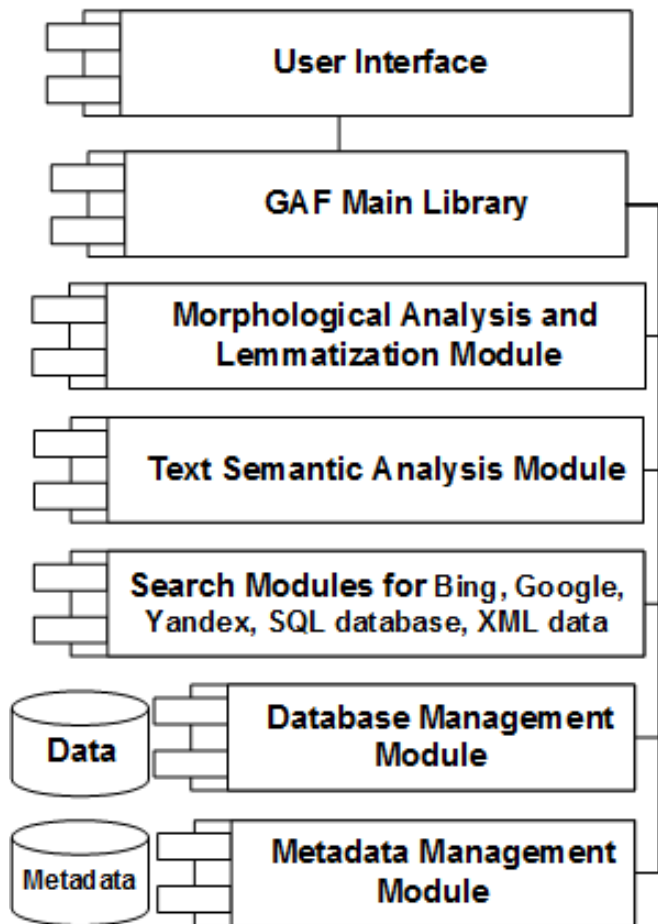 User Interface
GAF Main Library
Morphological Analysis and
Lemmatization Module
Text Semantic Analysis Module
Search Modules for Bing, Google,
Yandex, SQL database, XML data
Data
Database Management
Module
Metadata
Metadata Management
Module